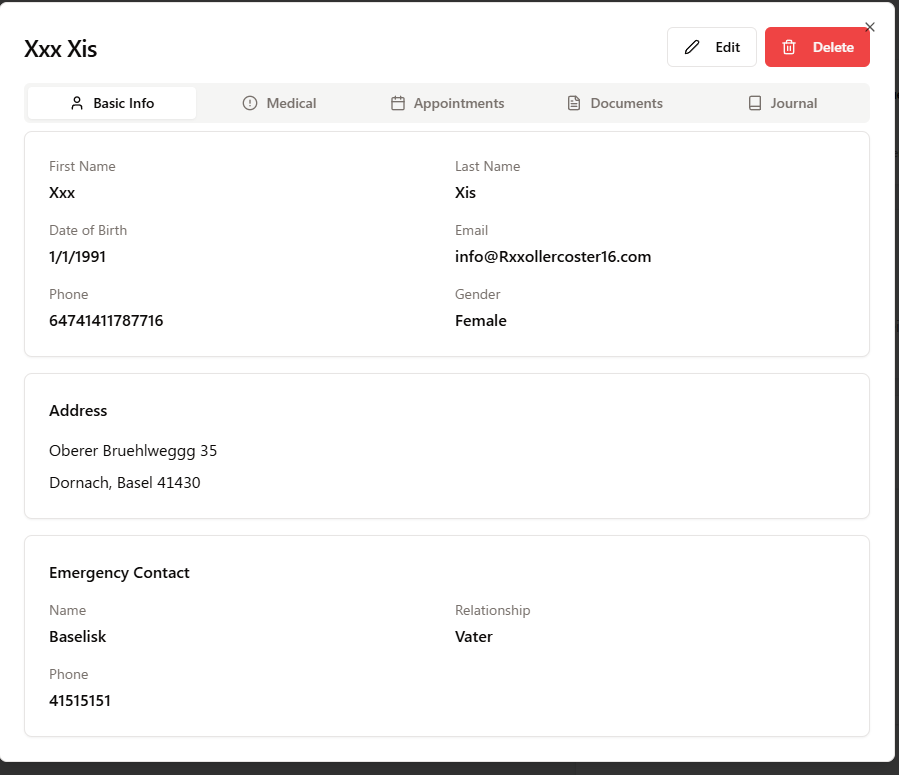 Xxx Xis
Edit
Delete
Basic Info
Medical
Appointments
Documents
Journal
First Name
Xxx
Last Name
Xis
Date of Birth
1/1/1991
Email
info@Rxxollercoster16.com
Phone
64741411787716
Gender
Female
Address
Oberer Bruehlweggg 35
Dornach, Basel 41430
Emergency Contact
Name
Baselisk
Relationship
Vater
Phone
41515151